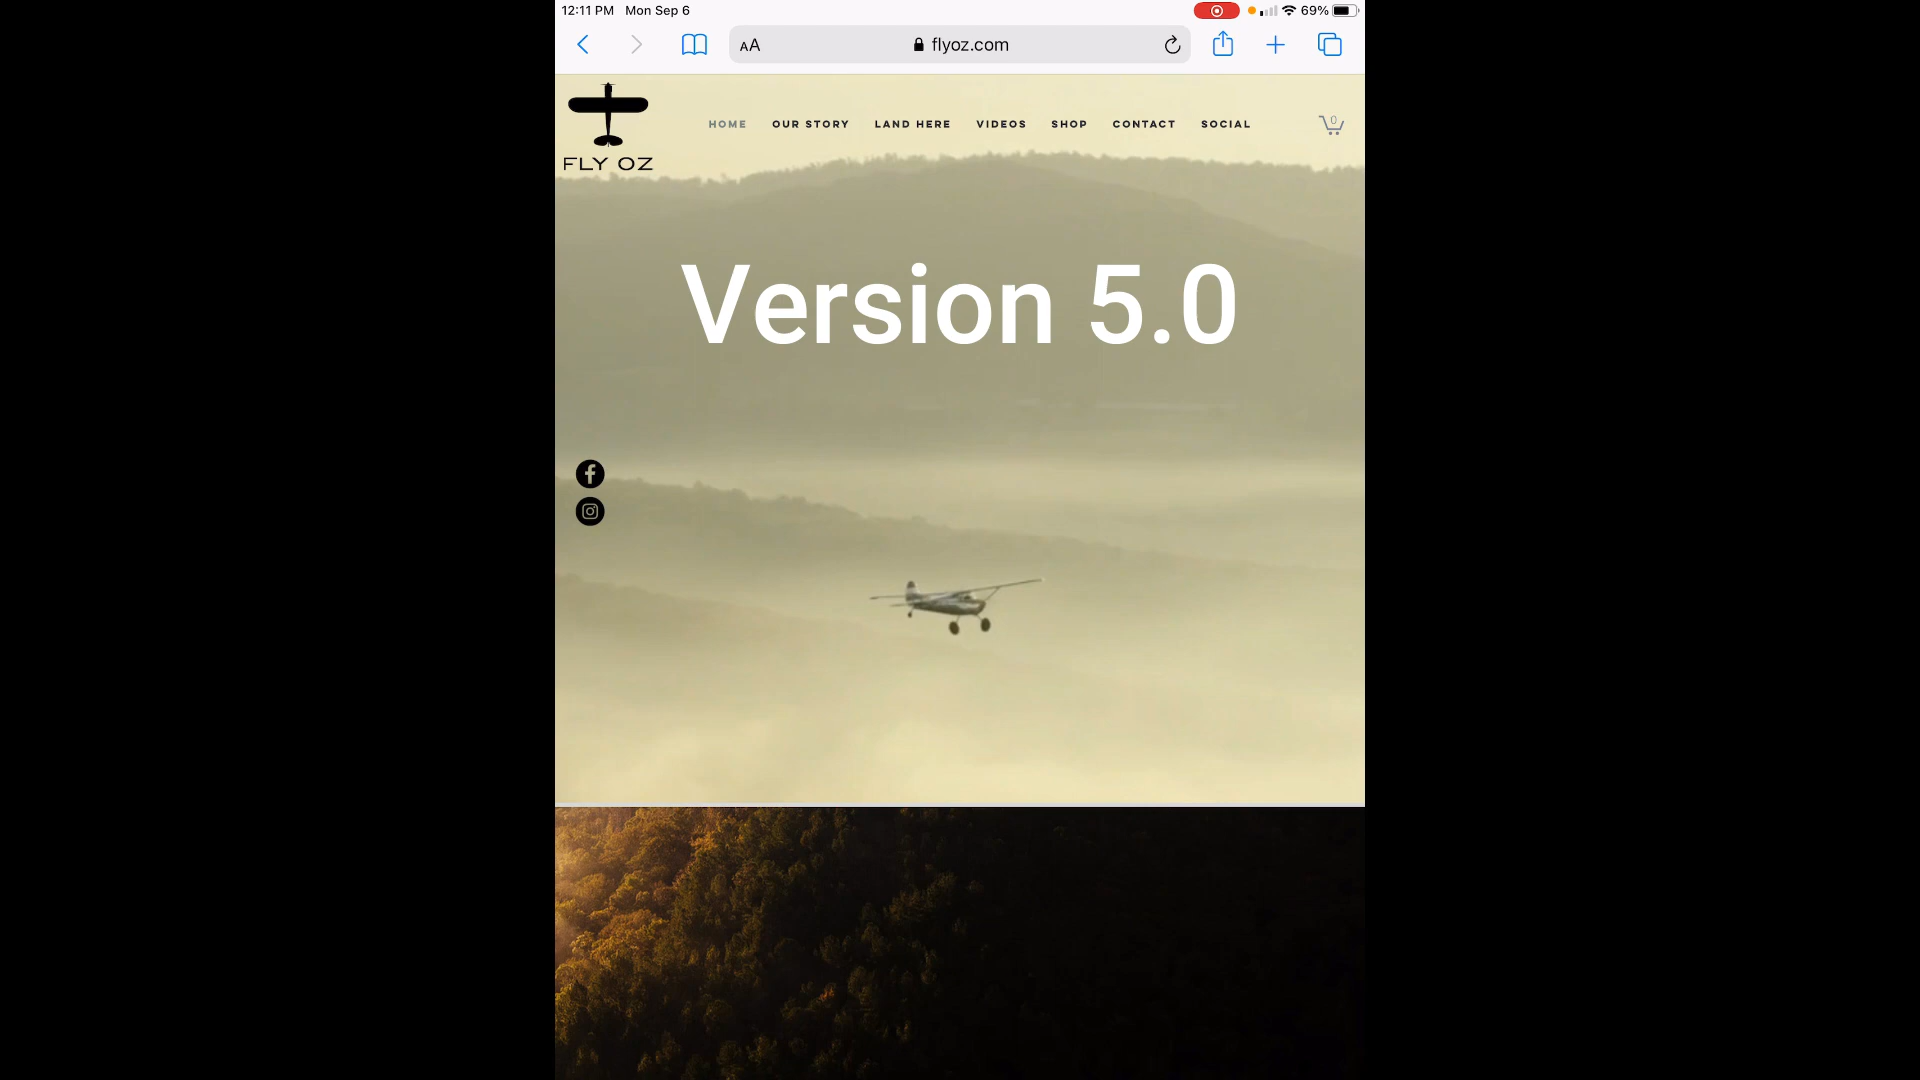 12:11 PM Mon Sep 6 69%
AA flyoz.com
HOME OUR STORY LAND HERE VIDEOS SHOP CONTACT SOCIAL 0
FLY OZ
Version 5.0